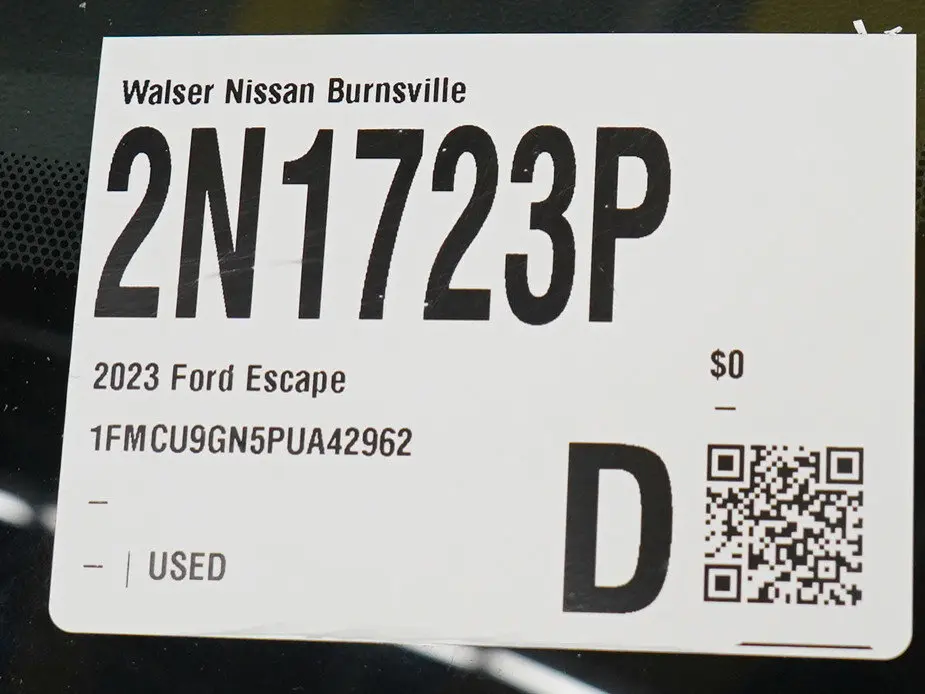 Walser Nissan Burnsville
2N1723P
2023 Ford Escape
$0
–
1FMCU9GN5PUA42962
–
D
– | USED